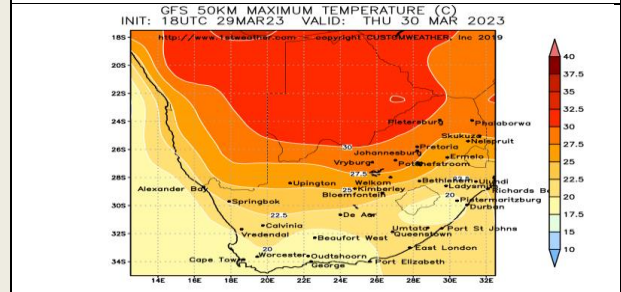 GFS 50KM MAXIMUM TEMPERATURE (C)
INIT: 18UTC 29MAR23 VALID: THU 30 MAR 2023
http://www.1stweather.com -- copyright CUSTOMWEATHER, Inc 2019
18S
20S
22S
24S
26S
28S
30S
32S
34S
14E 16E 18E 20E 22E 24E 26E 28E 30E 32E
Pietersburg
Phalaborwa
Skukuza
Nelspruit
30
Pretoria
Johannesburg
Ermelo
Vryburg
Potchefstroom
27.5
Welkom
Bethlehem
22.5
Ulundi
Alexander Bay
Upington
25
Kimberley
Ladysmith
Richards B
Bloemfontein
20
Springbok
Pietermaritzburg
Durban
22.5
De Aar
Calvinia
Vredendal
Umtata
Port St Johns
Beaufort West
Queenstown
20
East London
Cape Town
Worcester
Oudtshoorn
George
Port Elizabeth
40
37.5
35
32.5
30
27.5
25
22.5
20
17.5
15
10